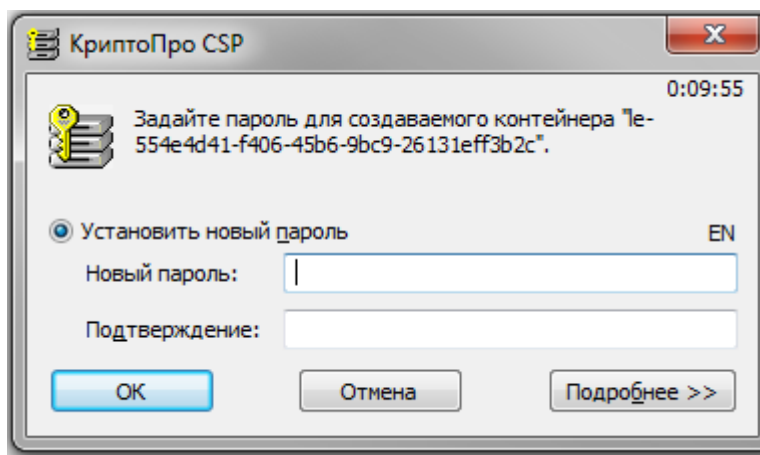 КриптоПро CSP
0:09:55
Задайте пароль для создаваемого контейнера "le-
554e4d41-f406-45b6-9bc9-26131eff3b2c".
Установить новый пароль EN
Новый пароль:
Подтверждение:
ОК Отмена Подробнее >>